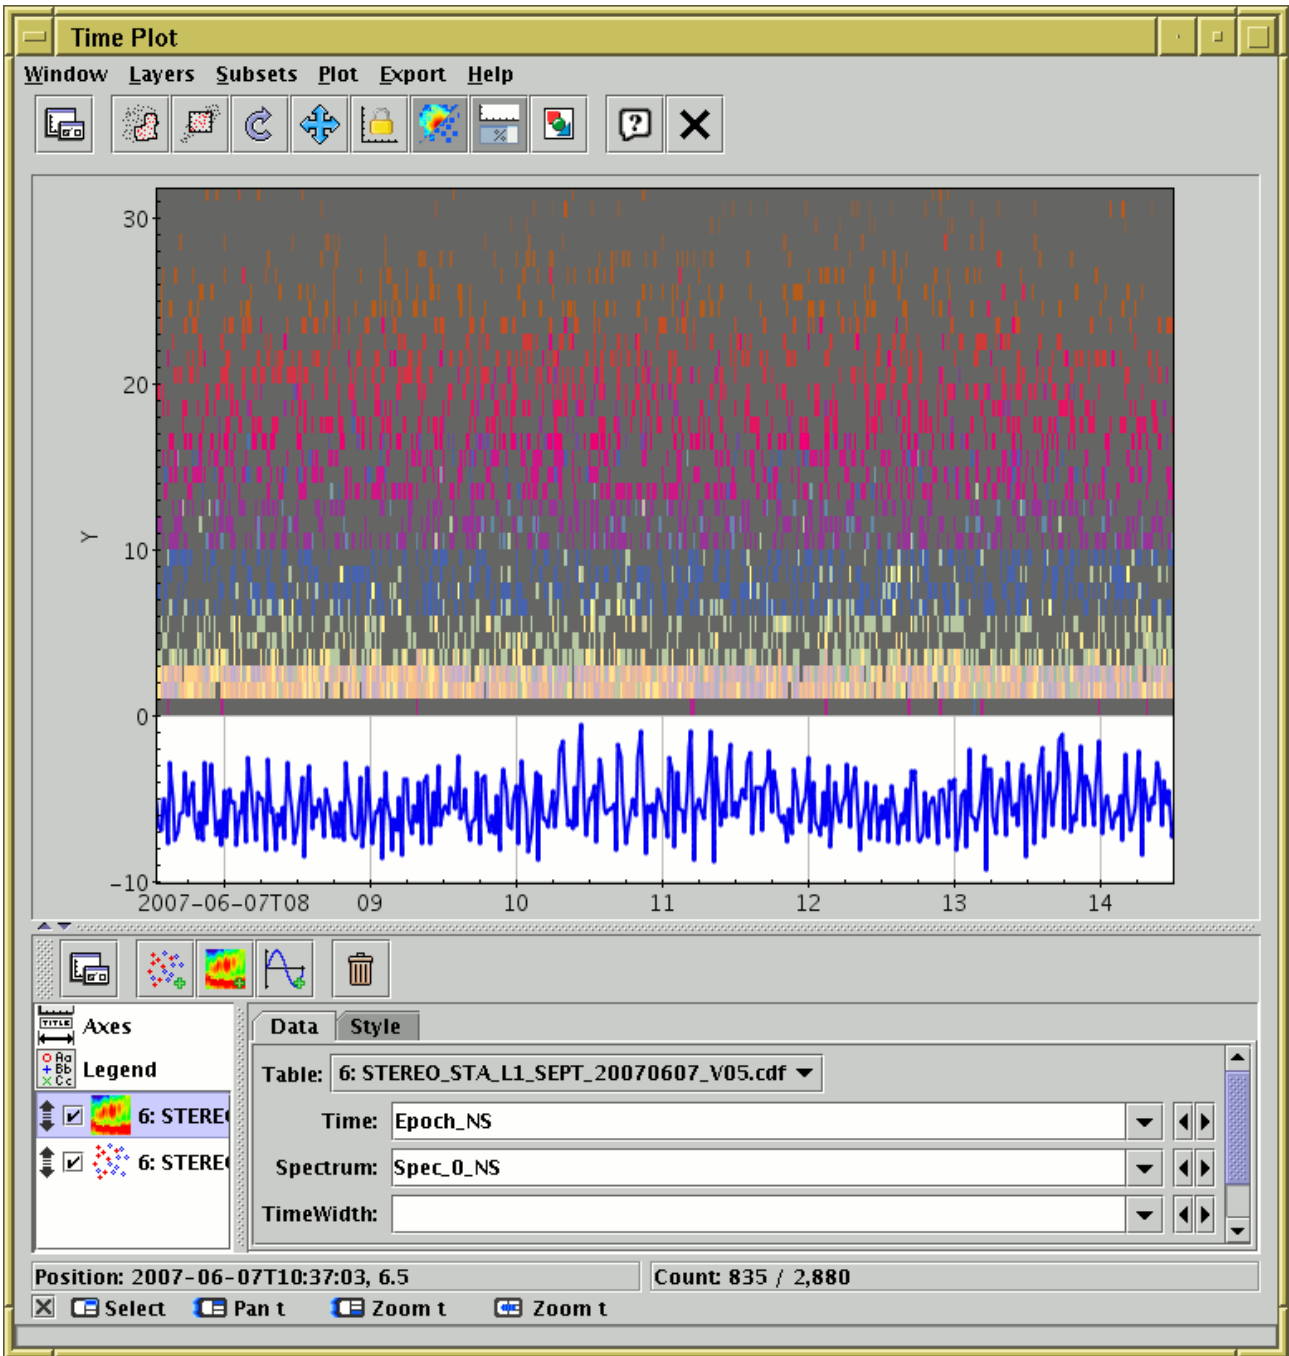 Time Plot
Window Layers Subsets Plot Export Help
30
20
10
0
-10
Y
2007-06-07T08 09 10 11 12 13 14
Axes
Legend
6: STERE
6: STERE
Data Style
Table: 6: STEREO_STA_L1_SEPT_20070607_V05.cdf
Time: Epoch_NS
Spectrum: Spec_0_NS
TimeWidth:
Position: 2007-06-07T10:37:03, 6.5 Count: 835 / 2,880
Select Pan t Zoom t Zoom t